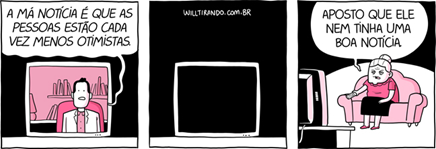 A MÁ NOTÍCIA É QUE AS
PESSOAS ESTÃO CADA
VEZ MENOS OTIMISTAS.
WILLTIRANDO.COM.BR
APOSTO QUE ELE
NEM TINHA UMA
BOA NOTÍCIA